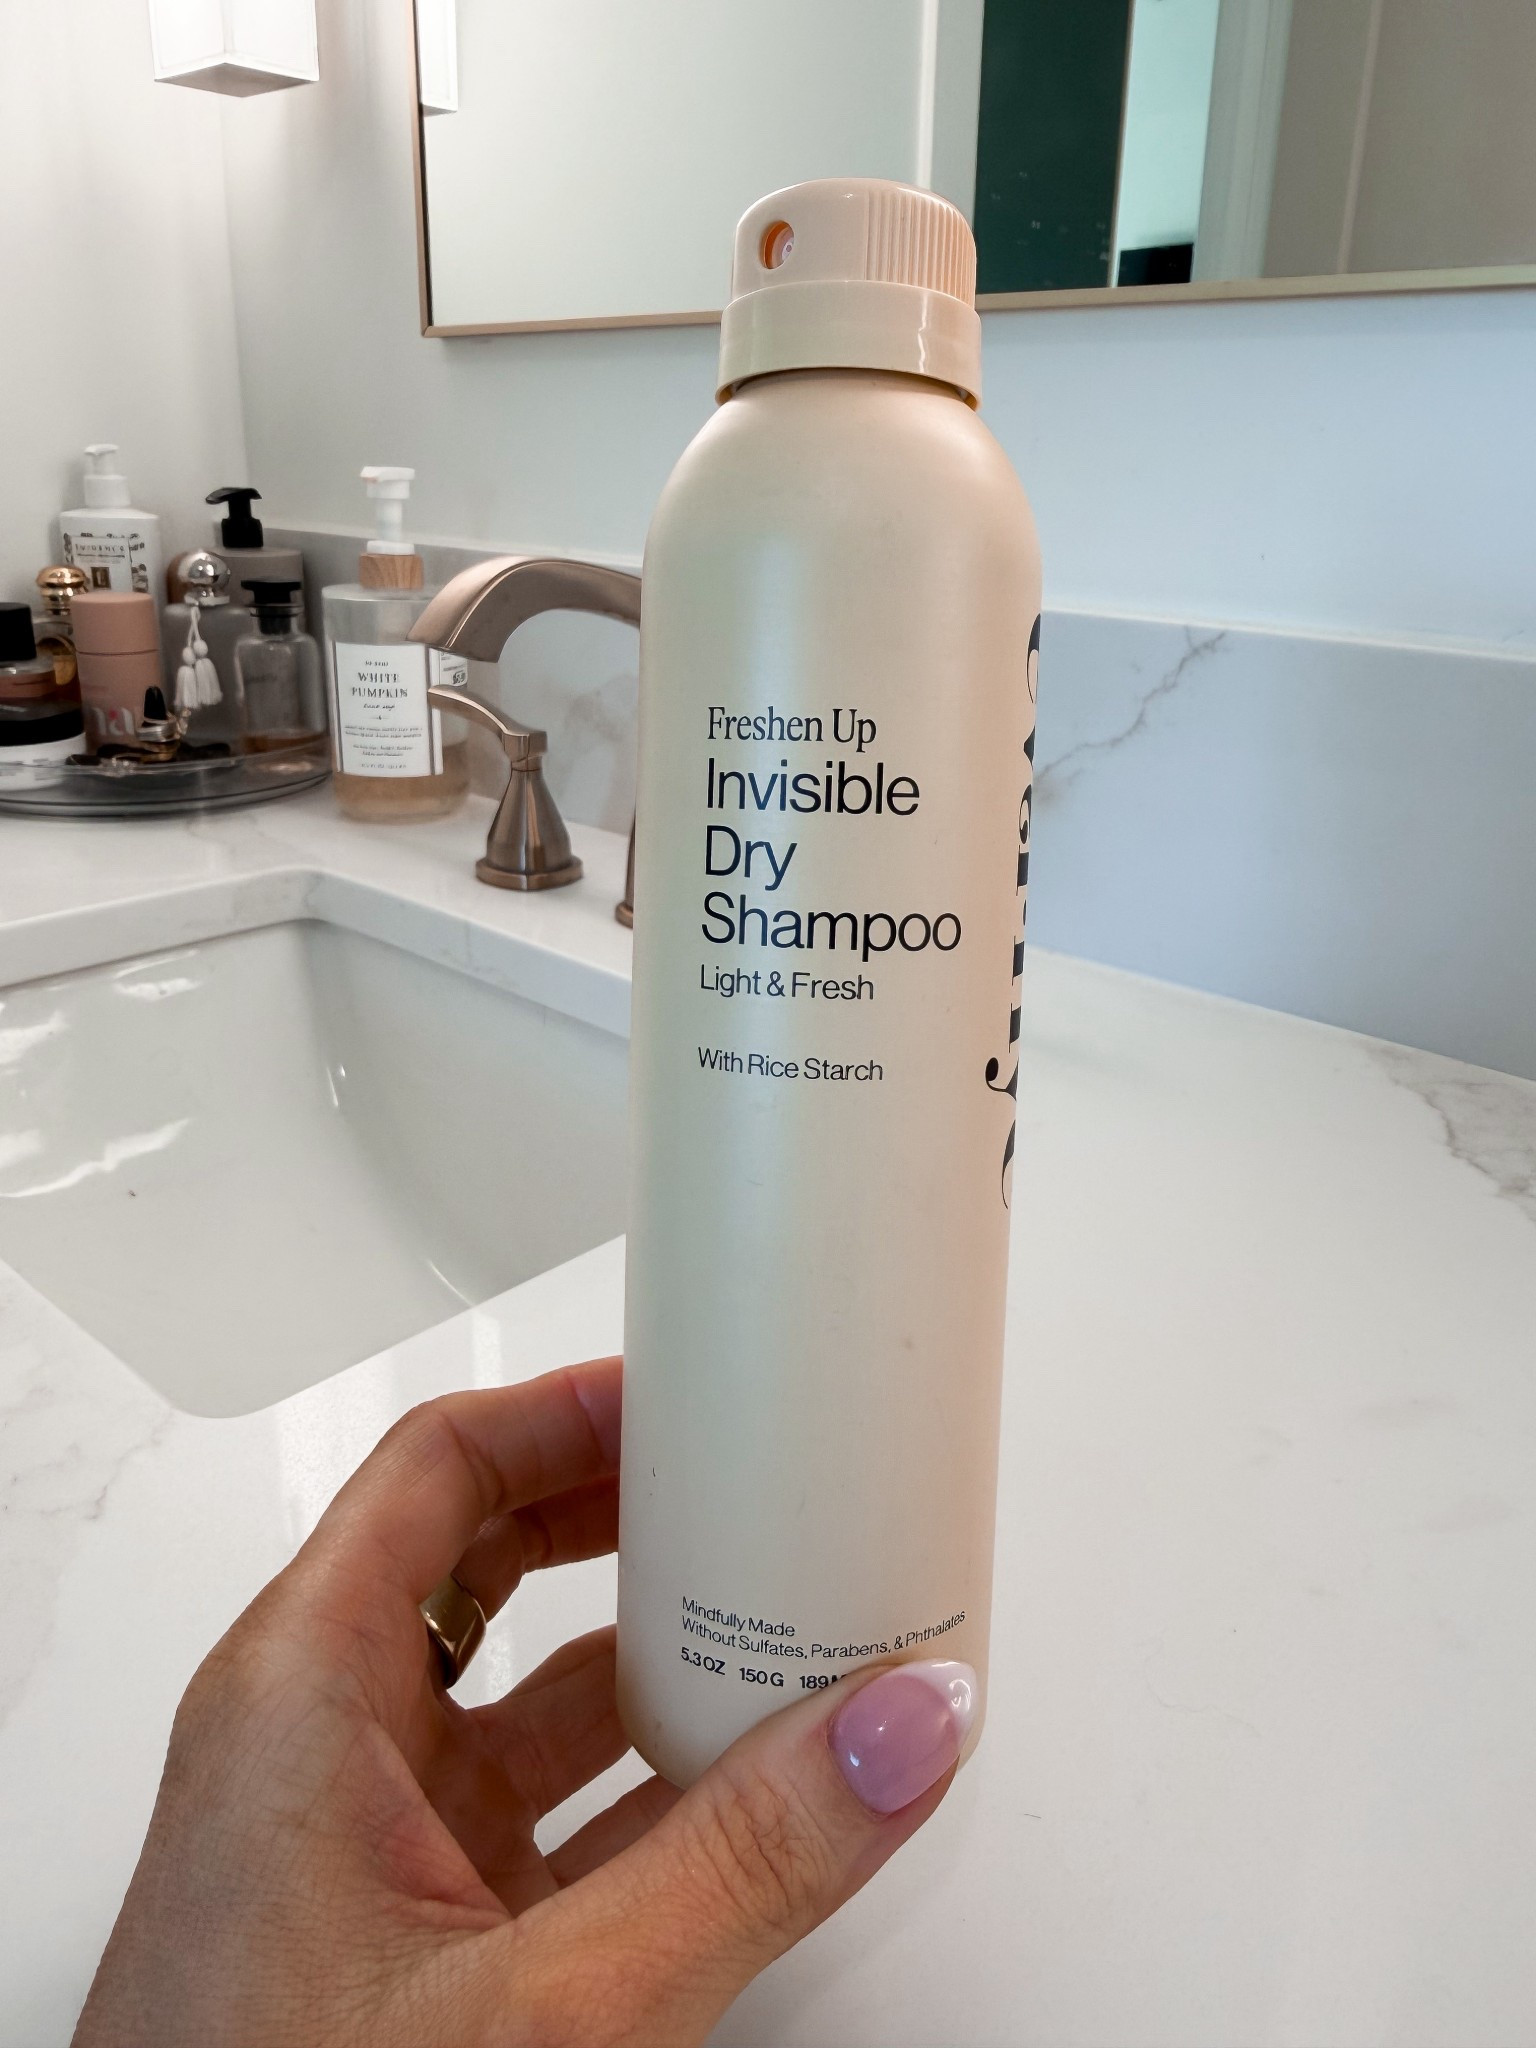 Freshen Up
Invisible
Dry
Shampoo
Light & Fresh
With Rice Starch
Mindfully Made
Without Sulfates, Parabens, & Phthalates
5.3 OZ 150 G
WHITE
PUMPKIN